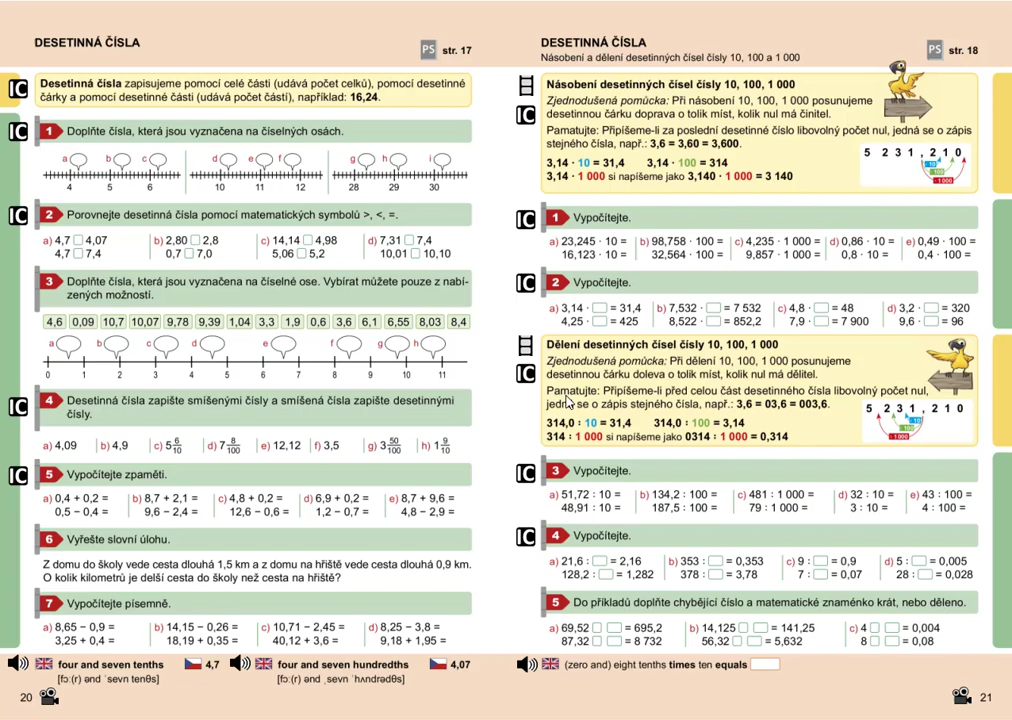 DESETINNÁ ČÍSLA
PS str. 17
Desetinná čísla zapisujeme pomocí celé části (udává počet celků), pomocí desetinné
čárky a pomocí desetinné části (udává počet částí), například: 16,24.
1 Doplňte čísla, která jsou vyznačena na číselných osách.
a b c d e f g h i
4 5 6 10 11 12 28 29 30
2 Porovnejte desetinná čísla pomocí matematických symbolů >, <, =.
a) 4,7 □ 4,07 b) 2,80 □ 2,8 c) 14,14 □ 4,98 d) 7,31 □ 7,4
4,7 □ 7,4 0,7 □ 7,0 5,06 □ 5,2 10,01 □ 10,10
3 Doplňte čísla, která jsou vyznačena na číselné ose. Vybírat můžete pouze z nabí-
zených možností.
4,6 0,09 10,7 10,07 9,78 9,39 1,04 3,3 1,9 0,6 3,6 6,1 6,55 8,03 8,4
a b c d e f g h
0 1 2 3 4 5 6 7 8 9 10 11
4 Desetinná čísla zapište smíšenými čísly a smíšená čísla zapište desetinnými
čísly.
a) 4,09 b) 4,9 c) 5 6/10 d) 7 8/100 e) 12,12 f) 3,5 g) 3 50/100 h) 1 9/10
5 Vypočítejte zpaměti.
a) 0,4 + 0,2 = b) 8,7 + 2,1 = c) 4,8 + 0,2 = d) 6,9 + 0,2 = e) 8,7 + 9,6 =
0,5 − 0,4 = 9,6 − 2,4 = 12,6 − 0,6 = 1,2 − 0,7 = 4,8 − 2,9 =
6 Vyřešte slovní úlohu.
Z domu do školy vede cesta dlouhá 1,5 km a z domu na hřiště vede cesta dlouhá 0,9 km.
O kolik kilometrů je delší cesta do školy než cesta na hřiště?
7 Vypočítejte písemně.
a) 8,65 − 0,9 = b) 14,15 − 0,26 = c) 10,71 − 2,45 = d) 8,25 − 3,8 =
3,25 + 0,4 = 18,19 + 0,35 = 40,12 + 3,6 = 9,18 + 1,95 =
four and seven tenths 4,7 four and seven hundredths 4,07
[fɔː(r) ənd ˈsevn tenθs] [fɔː(r) ənd ˌsevn ˈhʌndrədθs]
20
DESETINNÁ ČÍSLA
Násobení a dělení desetinných čísel čísly 10, 100 a 1 000
PS str. 18
Násobení desetinných čísel čísly 10, 100, 1 000
Zjednodušená pomůcka: Při násobení 10, 100, 1 000 posunujeme
desetinnou čárku doprava o tolik míst, kolik nul má činitel.
Pamatujte: Připíšeme-li za poslední desetinné číslo libovolný počet nul, jedná se o zápis
stejného čísla, např.: 3,6 = 3,60 = 3,600.
3,14 · 10 = 31,4 3,14 · 100 = 314
3,14 · 1 000 si napíšeme jako 3,140 · 1 000 = 3 140
5 231,210
· 10
· 100
· 1 000
1 Vypočítejte.
a) 23,245 · 10 = b) 98,758 · 100 = c) 4,235 · 1 000 = d) 0,86 · 10 = e) 0,49 · 100 =
16,123 · 10 = 32,564 · 100 = 9,857 · 1 000 = 0,8 · 10 = 0,4 · 100 =
2 Vypočítejte.
a) 3,14 · □ = 31,4 b) 7,532 · □ = 7 532 c) 4,8 · □ = 48 d) 3,2 · □ = 320
4,25 · □ = 425 8,522 · □ = 852,2 7,9 · □ = 7 900 9,6 · □ = 96
Dělení desetinných čísel čísly 10, 100, 1 000
Zjednodušená pomůcka: Při dělení 10, 100, 1 000 posunujeme
desetinnou čárku doleva o tolik míst, kolik nul má dělitel.
Pamatujte: Připíšeme-li před celou část desetinného čísla libovolný počet nul,
jedná se o zápis stejného čísla, např.: 3,6 = 03,6 = 003,6.
314,0 : 10 = 31,4 314,0 : 100 = 3,14
314 : 1 000 si napíšeme jako 0314 : 1 000 = 0,314
5 231,210
: 10
: 100
: 1 000
3 Vypočítejte.
a) 51,72 : 10 = b) 134,2 : 100 = c) 481 : 1 000 = d) 32 : 10 = e) 43 : 100 =
48,91 : 10 = 187,5 : 100 = 79 : 1 000 = 3 : 10 = 4 : 100 =
4 Vypočítejte.
a) 21,6 : □ = 2,16 b) 353 : □ = 0,353 c) 9 : □ = 0,9 d) 5 : □ = 0,005
128,2 : □ = 1,282 378 : □ = 3,78 7 : □ = 0,07 28 : □ = 0,028
5 Do příkladů doplňte chybějící číslo a matematické znaménko krát, nebo děleno.
a) 69,52 □ □ = 695,2 b) 14,125 □ □ = 141,25 c) 4 □ □ = 0,004
87,32 □ □ = 8 732 56,32 □ □ = 5,632 8 □ □ = 0,08
(zero and) eight tenths times ten equals
21